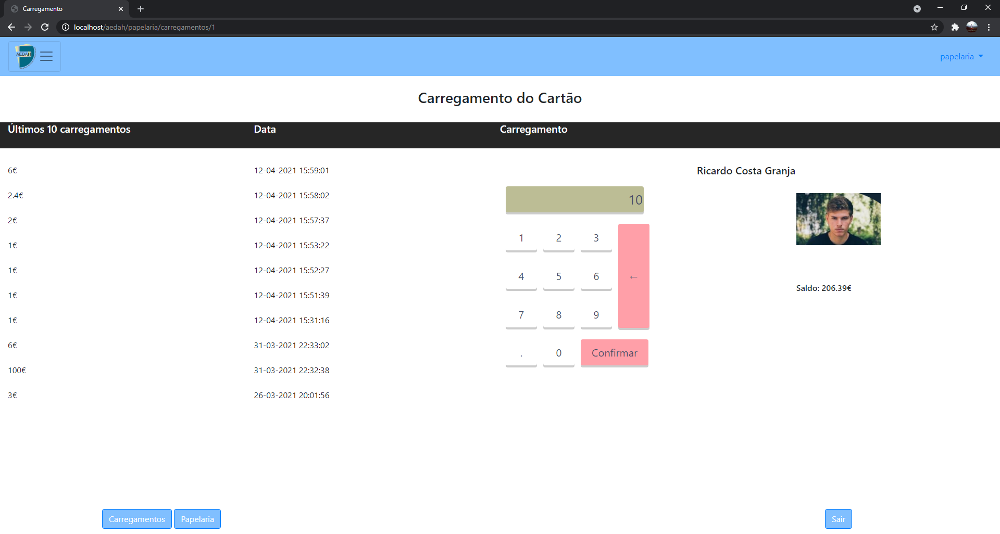 Carregamento
localhost/aedah/papelaria/carregamentos/1
AEDAH
papelaria
Carregamento do Cartão
Últimos 10 carregamentos Data Carregamento
6€ 12-04-2021 15:59:01
2.4€ 12-04-2021 15:58:02
2€ 12-04-2021 15:57:37
1€ 12-04-2021 15:53:22
1€ 12-04-2021 15:52:27
1€ 12-04-2021 15:51:39
1€ 12-04-2021 15:31:16
6€ 31-03-2021 22:33:02
100€ 31-03-2021 22:32:38
3€ 26-03-2021 20:01:56
10
1 2 3
4 5 6 ←
7 8 9
. 0 Confirmar
Ricardo Costa Granja
Saldo: 206.39€
Carregamentos Papelaria Sair